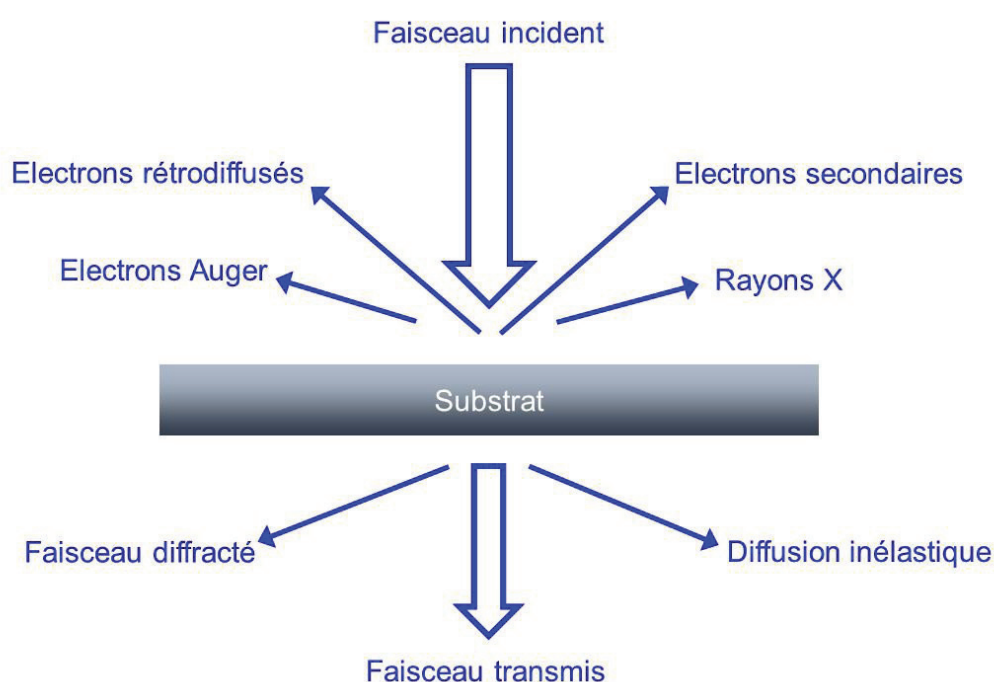 Faisceau incident
Electrons rétrodiffusés
Electrons secondaires
Electrons Auger
Rayons X
Substrat
Faisceau diffracté
Diffusion inélastique
Faisceau transmis